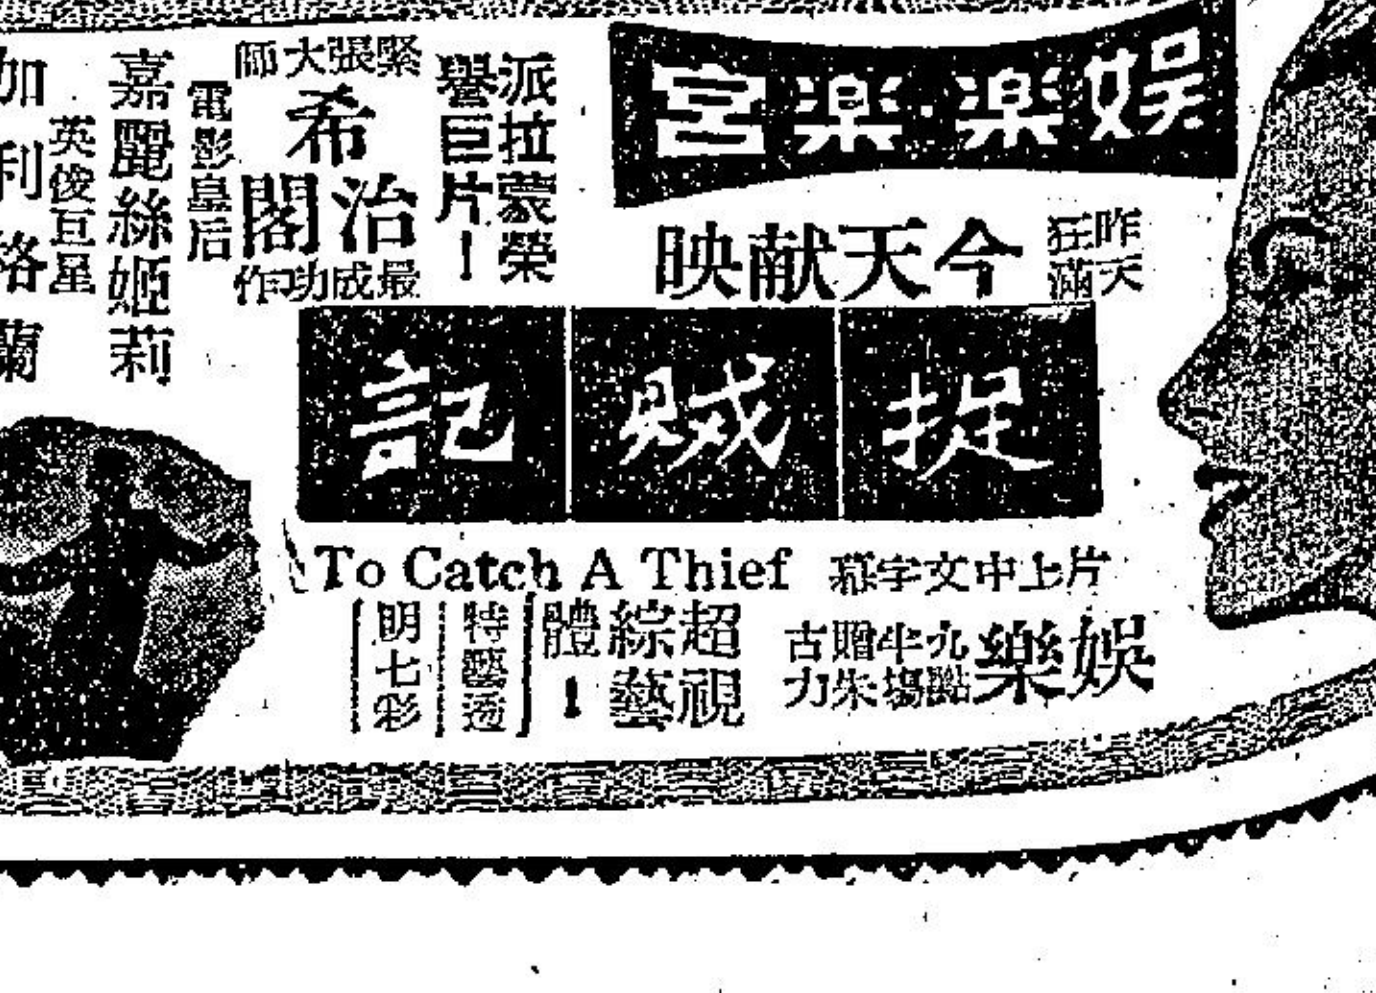 娛楽·楽宮
昨天
狂滿
今天献映
派拉蒙榮
譽巨片！
緊張大師
希治閣
最成功作
電影皇后
嘉麗絲姬莉
英俊亘星
加利格蘭
捉賊記
To Catch A Thief
片上中文字幕
娛樂
九點半場贈朱古力
超視
綜藝
體！
特藝透
明七彩